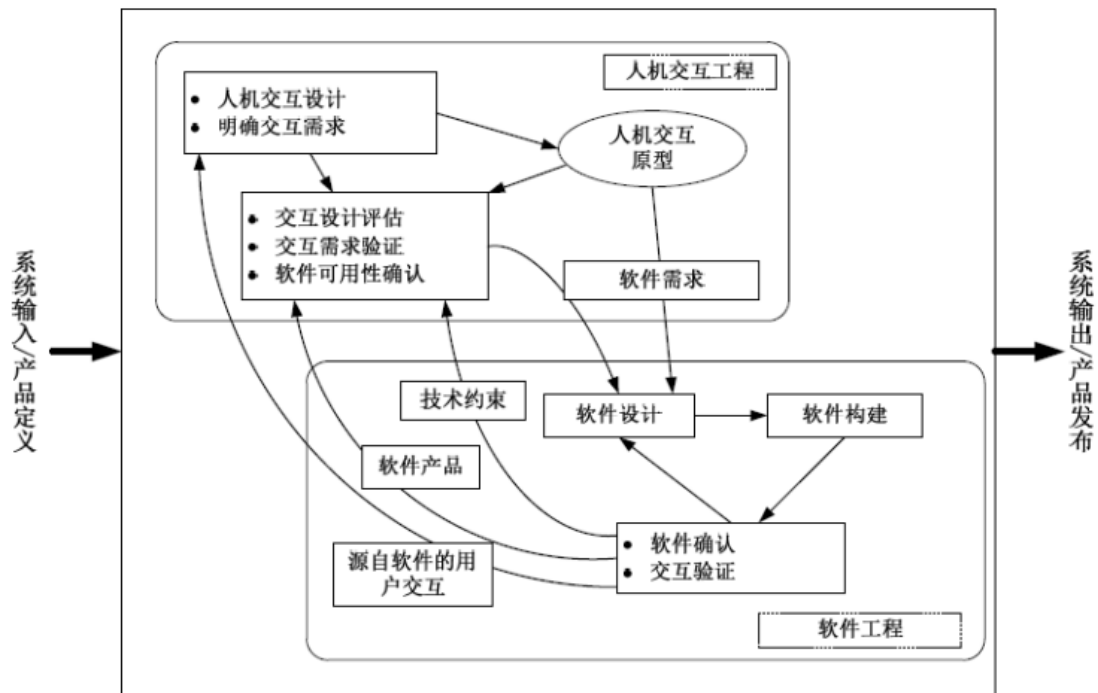 人机交互工程
人机交互设计
明确交互需求
人机交互
原型
交互设计评估
交互需求验证
软件可用性确认
软件需求
系统输入/产品定义
系统输出/产品发布
技术约束
软件设计
软件构建
软件产品
源自软件的用
户交互
软件确认
交互验证
软件工程